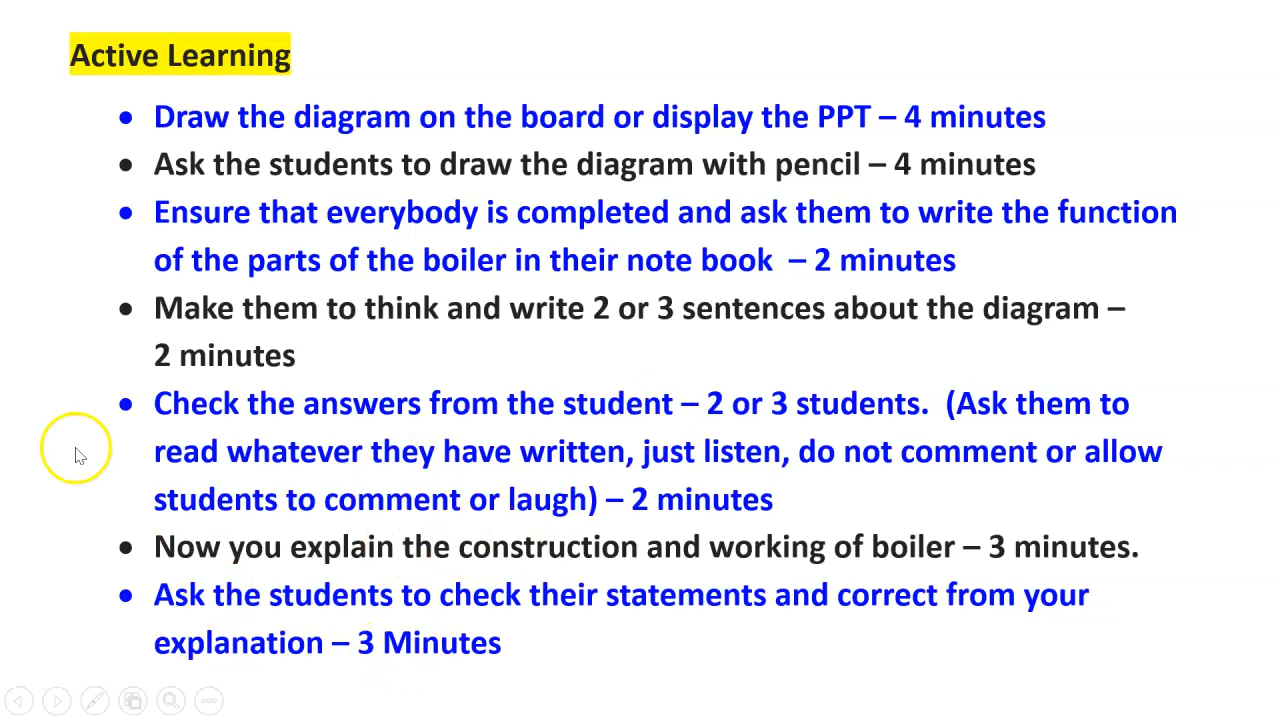 Active Learning
• Draw the diagram on the board or display the PPT – 4 minutes
• Ask the students to draw the diagram with pencil – 4 minutes
• Ensure that everybody is completed and ask them to write the function
of the parts of the boiler in their note book – 2 minutes
• Make them to think and write 2 or 3 sentences about the diagram –
2 minutes
• Check the answers from the student – 2 or 3 students. (Ask them to
read whatever they have written, just listen, do not comment or allow
students to comment or laugh) – 2 minutes
• Now you explain the construction and working of boiler – 3 minutes.
• Ask the students to check their statements and correct from your
explanation – 3 Minutes